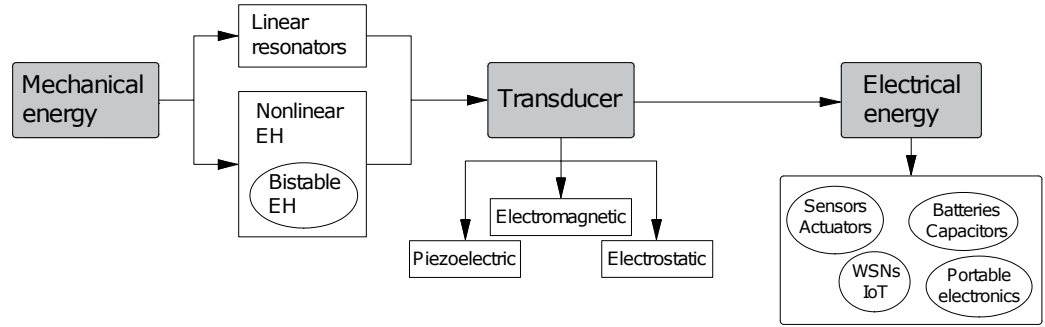 Mechanical
energy
Linear
resonators
Nonlinear
EH
Bistable
EH
Transducer
Electromagnetic
Piezoelectric
Electrostatic
Electrical
energy
Sensors
Actuators
Batteries
Capacitors
WSNs
IoT
Portable
electronics